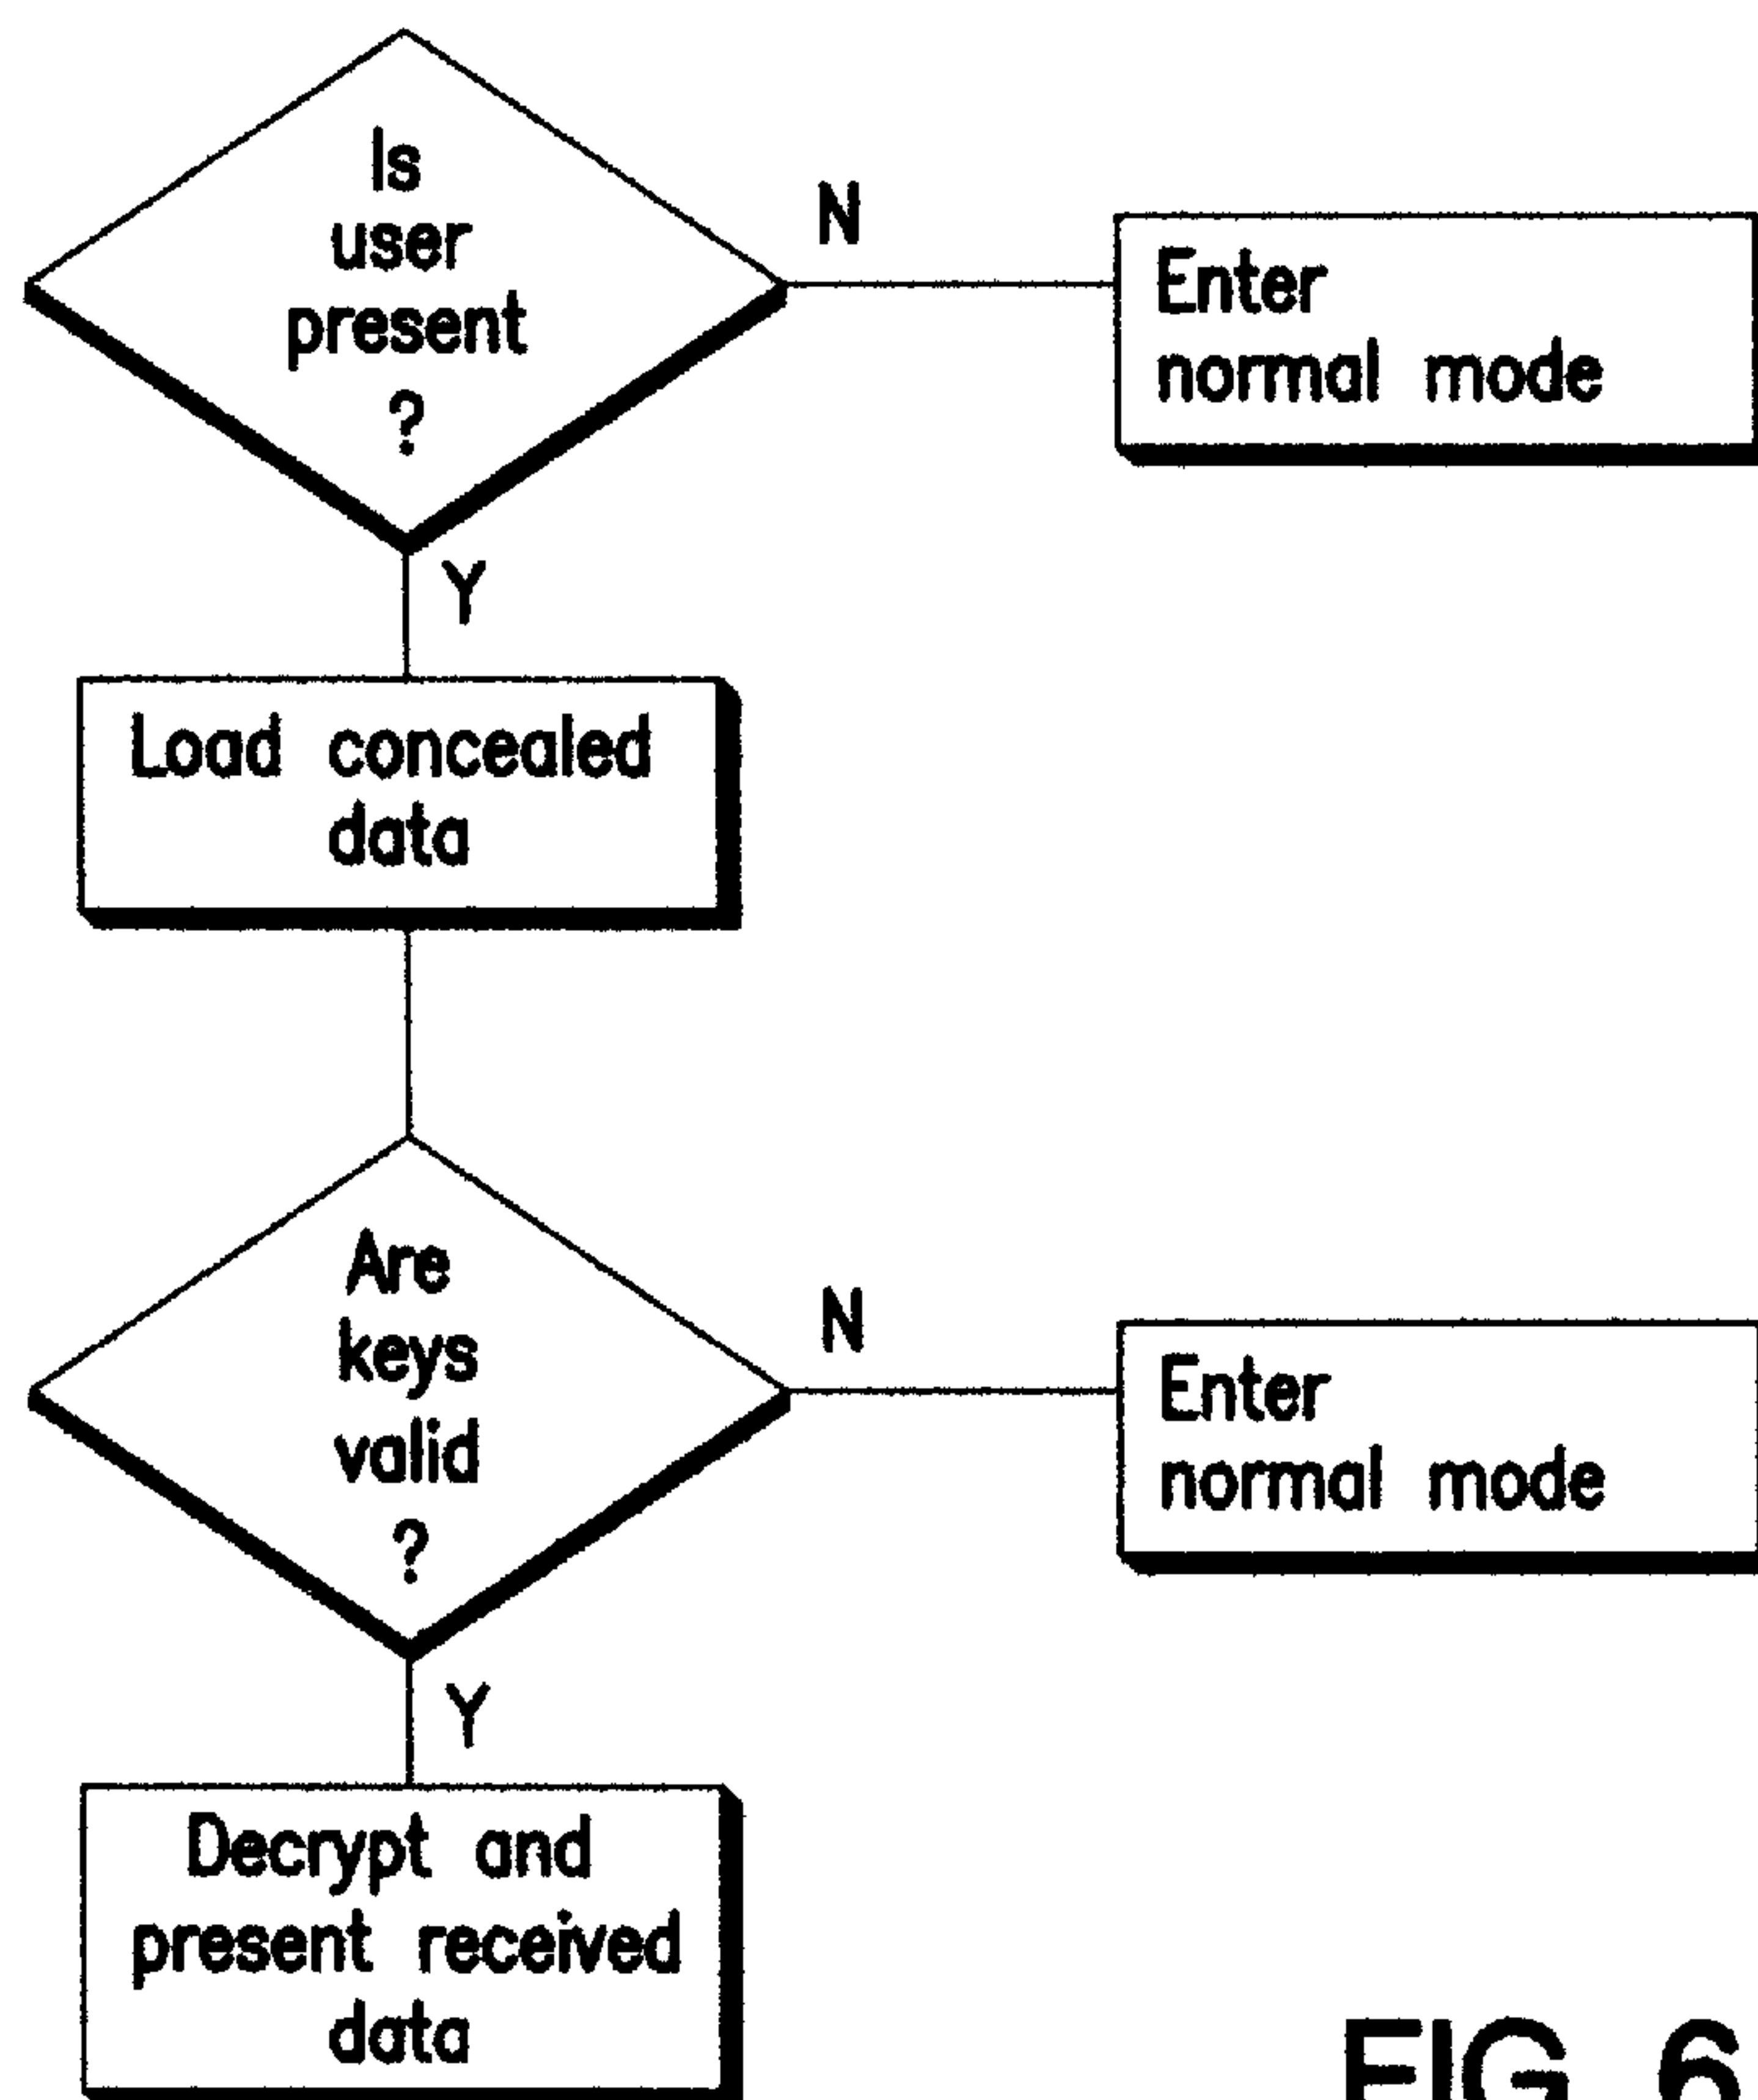 Is
user
present
?
N
Enter
normal mode
Y
Load concealed
data
Are
keys
valid
?
N
Enter
normal mode
Y
Decrypt and
present received
data
FIG. 6